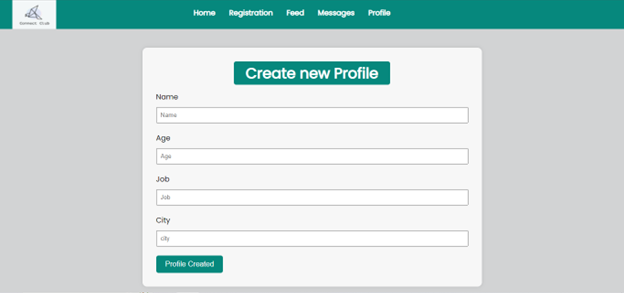 Connect Club
Home Registration Feed Messages Profile
Create new Profile
Name
Name
Age
Age
Job
Job
City
city
Profile Created